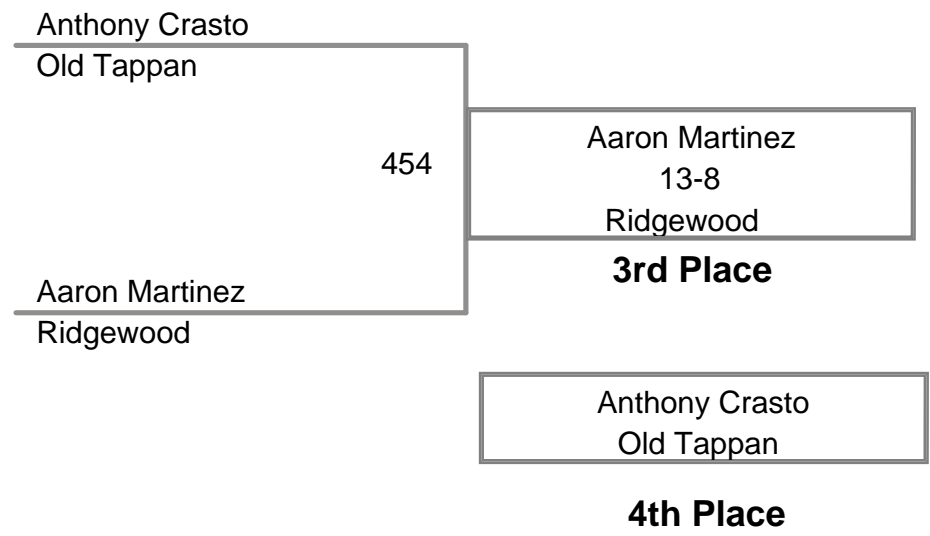 Anthony Crasto
Old Tappan
454
Aaron Martinez
13-8
Ridgewood
3rd Place
Aaron Martinez
Ridgewood
Anthony Crasto
Old Tappan
4th Place